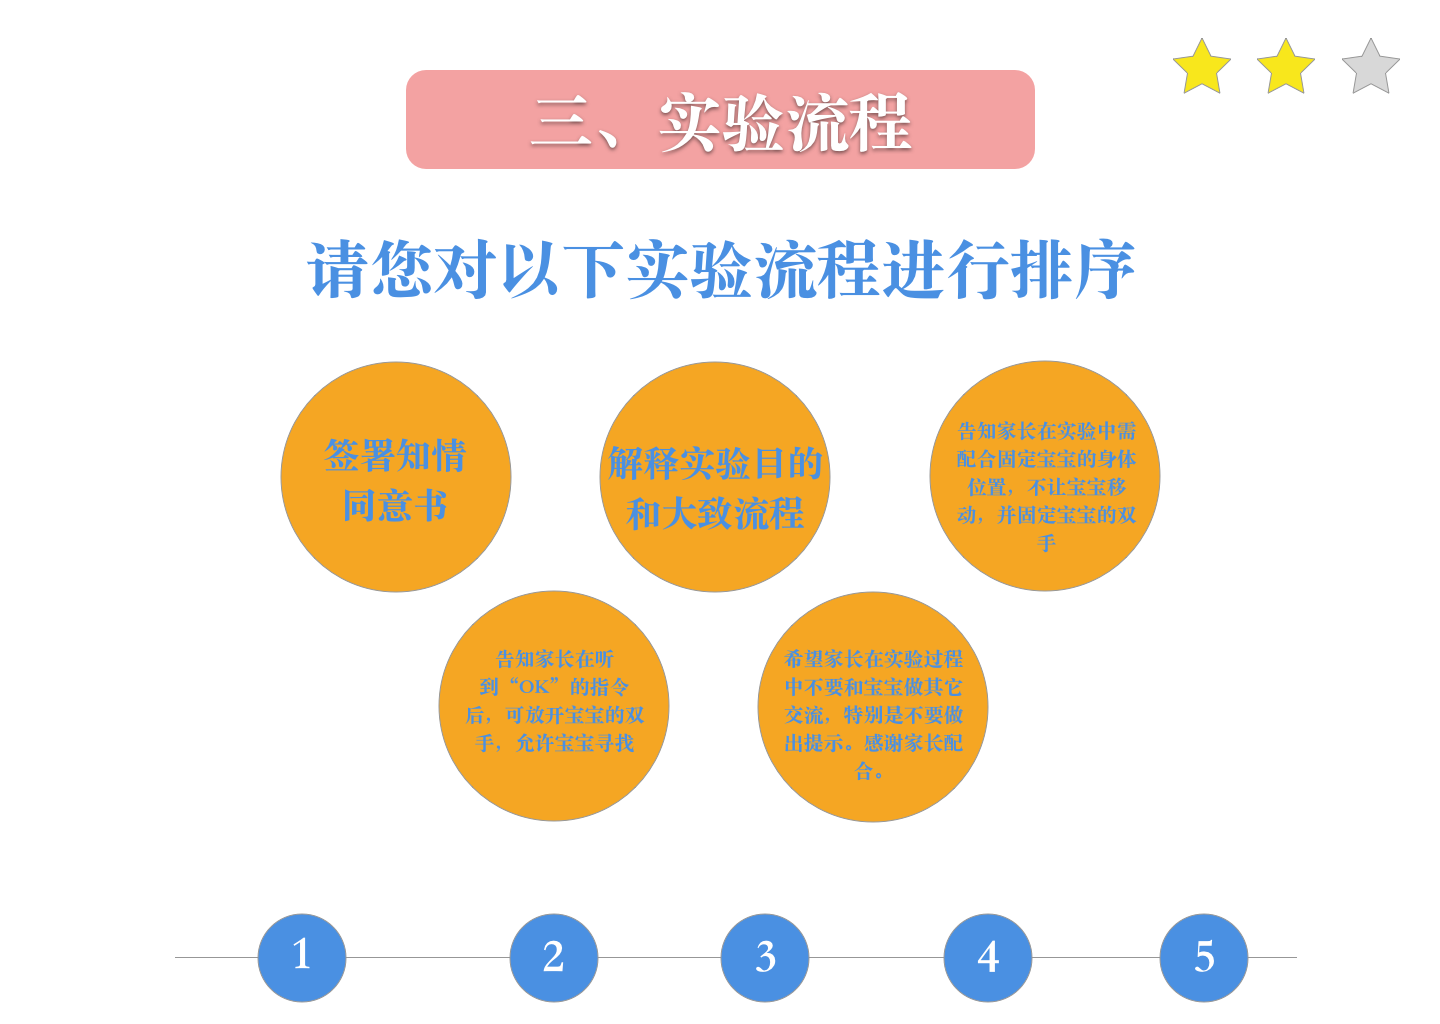 三、实验流程
请您对以下实验流程进行排序
签署知情
同意书
解释实验目的
和大致流程
告知家长在实验中需
配合固定宝宝的身体
位置，不让宝宝移
动，并固定宝宝的双
手
告知家长在听
到“OK”的指令
后，可放开宝宝的双
手，允许宝宝寻找
希望家长在实验过程
中不要和宝宝做其它
交流，特别是不要做
出提示。感谢家长配
合。
1
2
3
4
5